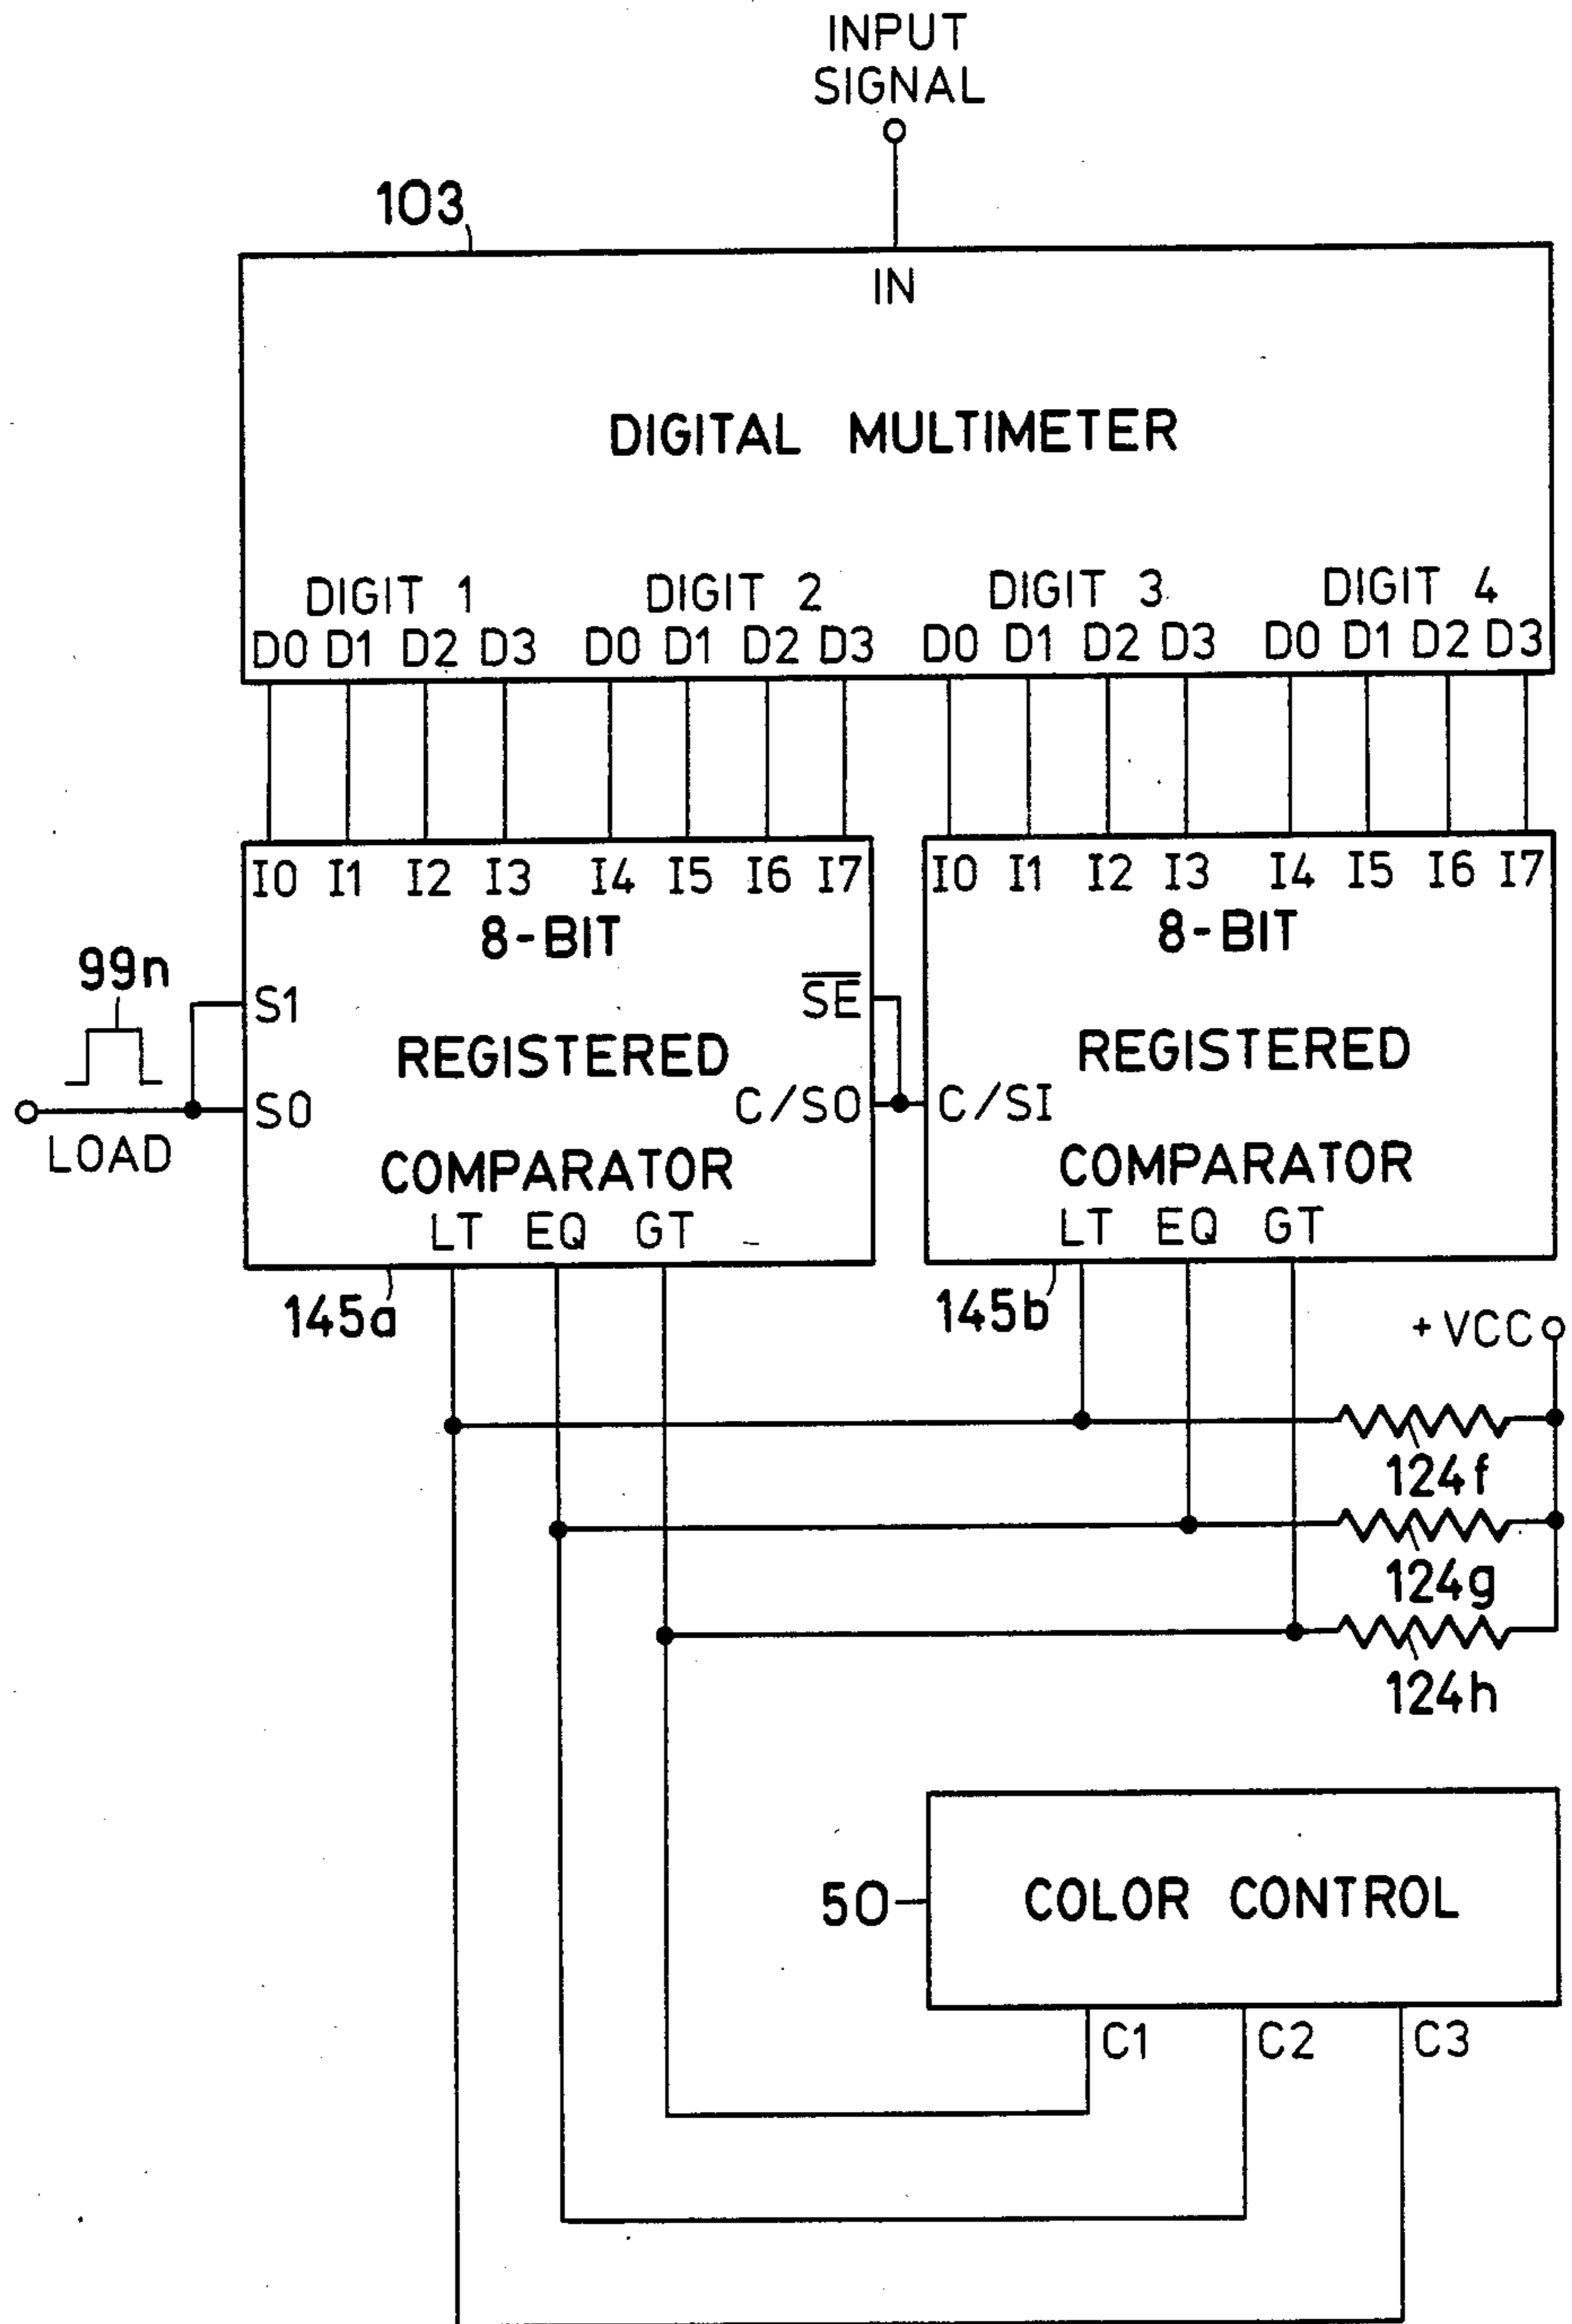 INPUT
SIGNAL
103
IN
DIGITAL MULTIMETER
DIGIT 1 DIGIT 2 DIGIT 3 DIGIT 4
D0 D1 D2 D3 D0 D1 D2 D3 D0 D1 D2 D3 D0 D1 D2 D3
I0 I1 I2 I3 I4 I5 I6 I7 I0 I1 I2 I3 I4 I5 I6 I7
8-BIT 8-BIT
99n
S1 SE
REGISTERED REGISTERED
S0 C/SO C/SI
LOAD
COMPARATOR COMPARATOR
LT EQ GT LT EQ GT
145a 145b
+VCC
124f
124g
124h
50 COLOR CONTROL
C1 C2 C3